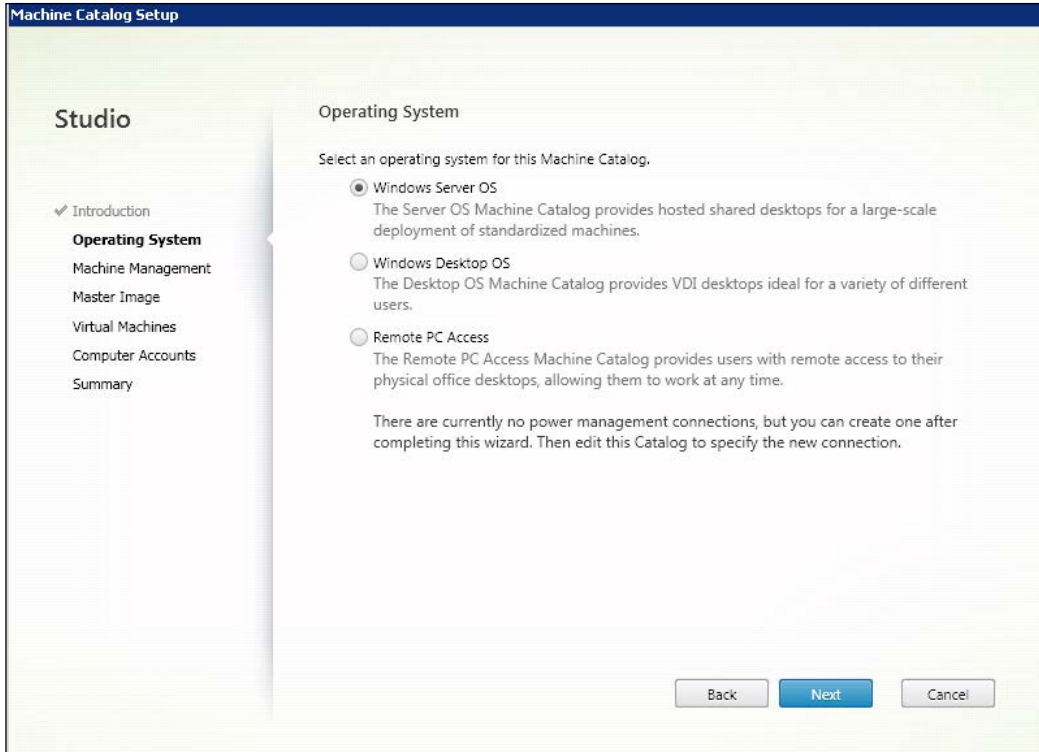 Machine Catalog Setup
Studio
Introduction
Operating System
Machine Management
Master Image
Virtual Machines
Computer Accounts
Summary
Operating System
Select an operating system for this Machine Catalog.
Windows Server OS
The Server OS Machine Catalog provides hosted shared desktops for a large-scale
deployment of standardized machines.
Windows Desktop OS
The Desktop OS Machine Catalog provides VDI desktops ideal for a variety of different
users.
Remote PC Access
The Remote PC Access Machine Catalog provides users with remote access to their
physical office desktops, allowing them to work at any time.
There are currently no power management connections, but you can create one after
completing this wizard. Then edit this Catalog to specify the new connection.
Back
Next
Cancel